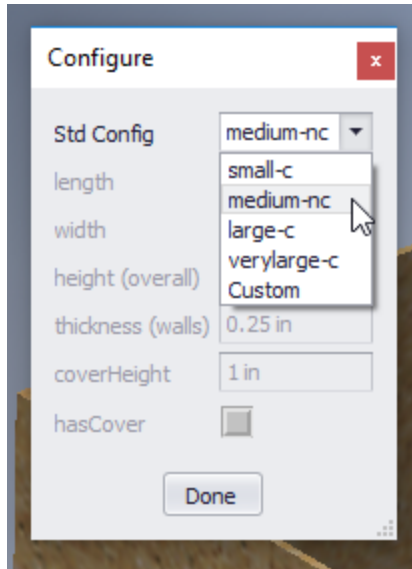 Configure
x
Std Config medium-nc
length small-c
medium-nc
width large-c
verylarge-c
height (overall) Custom
thickness (walls) 0.25 in
coverHeight 1 in
hasCover
Done